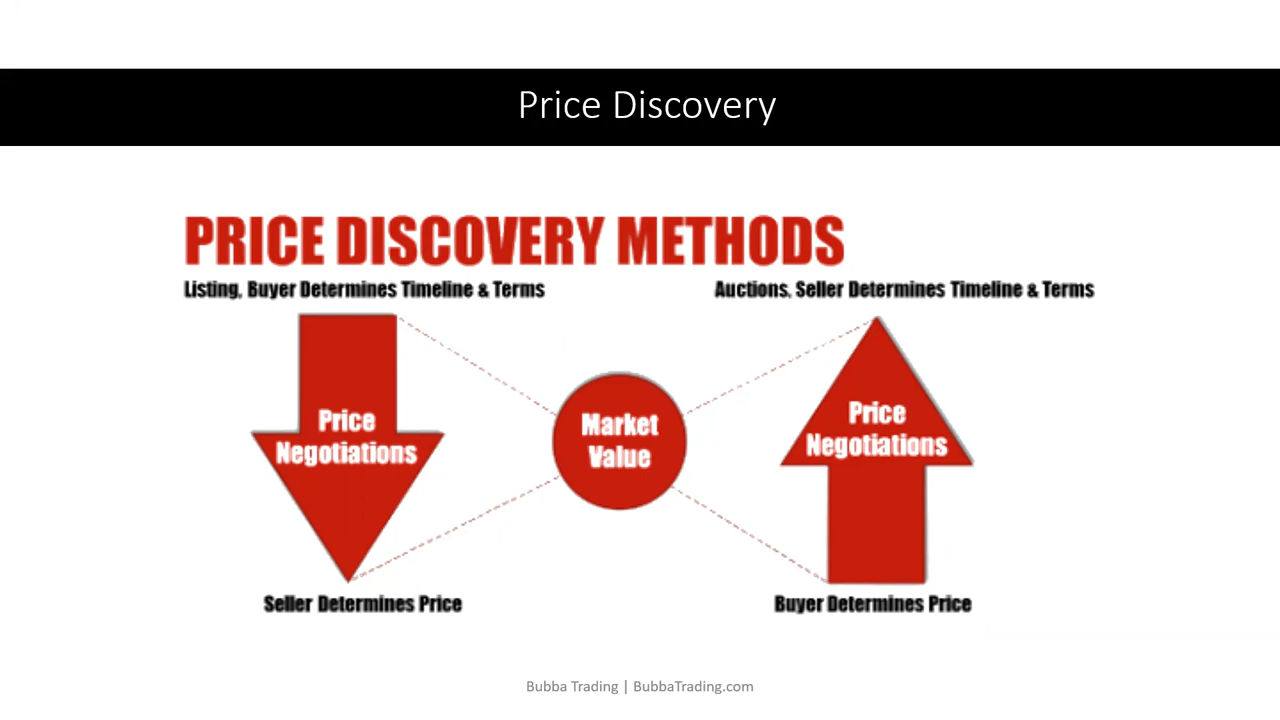 Price Discovery
PRICE DISCOVERY METHODS
Listing, Buyer Determines Timeline & Terms
Auctions, Seller Determines Timeline & Terms
Price
Negotiations
Market
Value
Price
Negotiations
Seller Determines Price
Buyer Determines Price
Bubba Trading | BubbaTrading.com